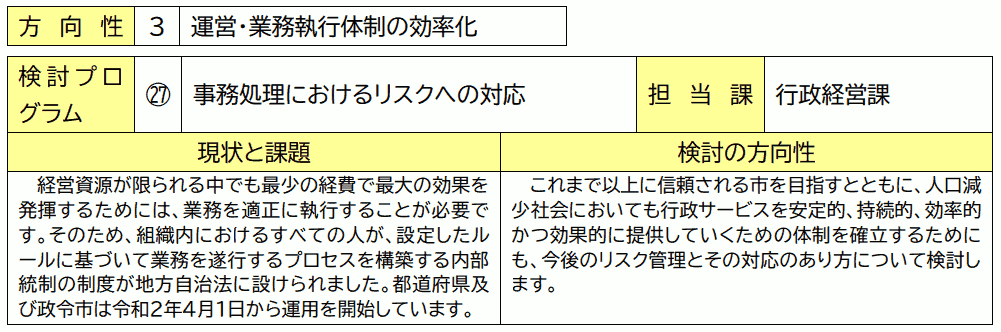 方向性 3 運営・業務執行体制の効率化
検討プログラム ㉗ 事務処理におけるリスクへの対応 担当課 行政経営課
現状と課題
経営資源が限られる中でも最少の経費で最大の効果を
発揮するためには、業務を適正に執行することが必要で
す。そのため、組織内におけるすべての人が、設定したル
ールに基づいて業務を遂行するプロセスを構築する内部
統制の制度が地方自治法に設けられました。都道府県及
び政令市は令和2年4月1日から運用を開始しています。
検討の方向性
これまで以上に信頼される市を目指すとともに、人口減
少社会においても行政サービスを安定的、持続的、効率的
かつ効果的に提供していくための体制を確立するために
も、今後のリスク管理とその対応のあり方について検討し
ます。